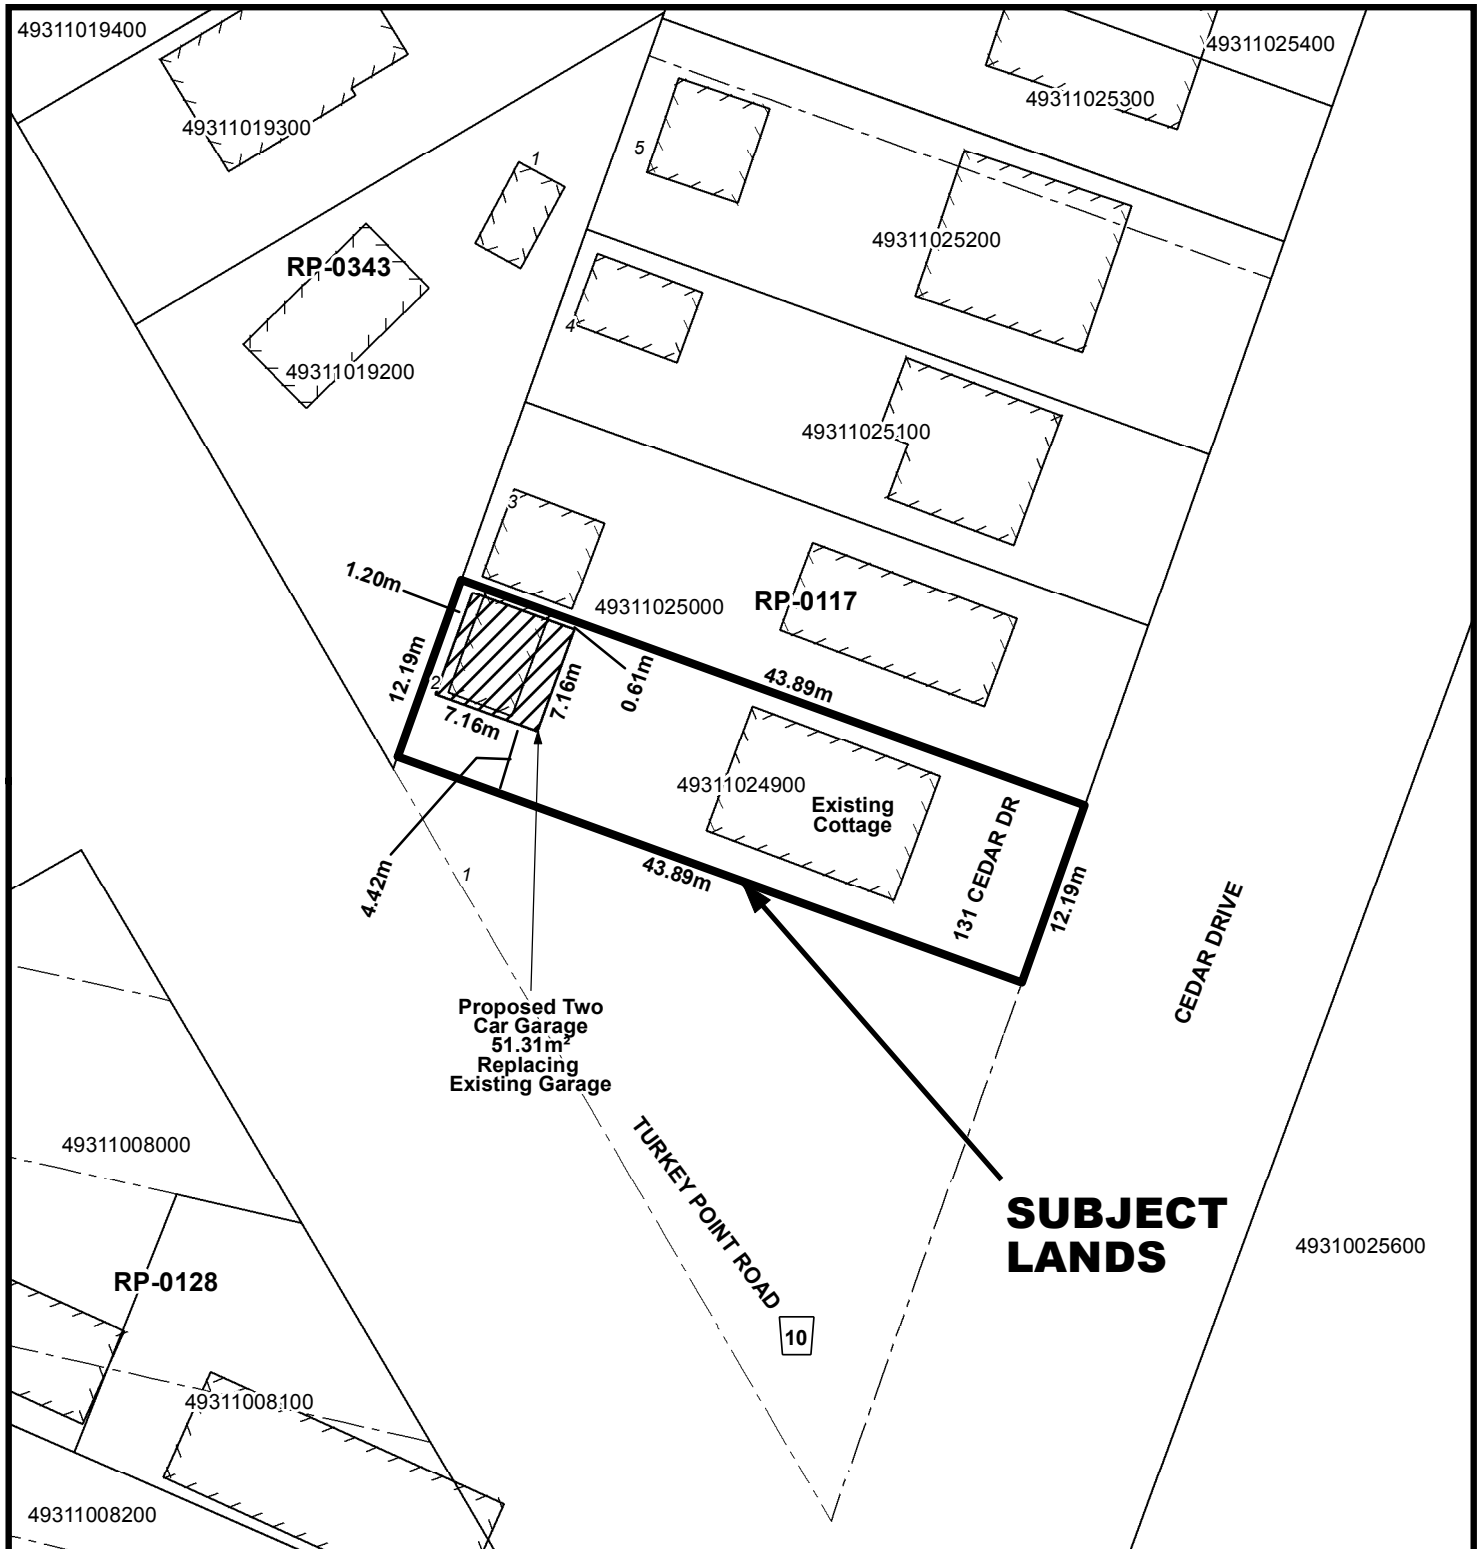 49311019400
49311025400
49311025300
49311019300
5
1
49311025200
RP-0343
4
49311019200
49311025100
3
1.20m
49311025000
RP-0117
12.19m
2
7.16m
7.16m
0.61m
43.89m
49311024900
Existing
Cottage
131 CEDAR DR
4.42m
1
43.89m
12.19m
CEDAR DRIVE
Proposed Two
Car Garage
51.31m²
Replacing
Existing Garage
49311008000
TURKEY POINT ROAD
SUBJECT
LANDS
49310025600
RP-0128
10
49311008100
49311008200